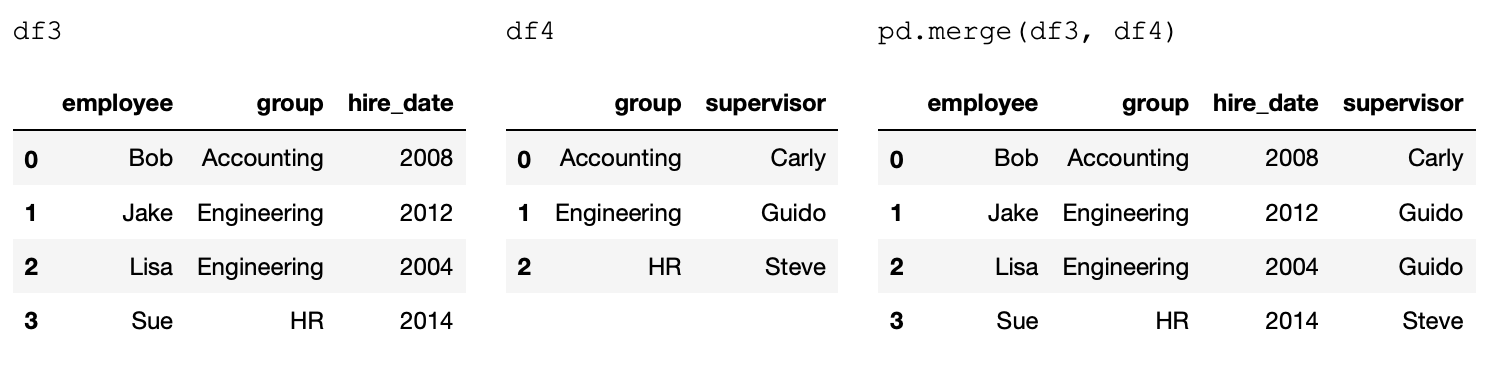 df3 df4 pd.merge(df3, df4)
employee group hire_date group supervisor employee group hire_date supervisor
0 Bob Accounting 2008 0 Accounting Carly 0 Bob Accounting 2008 Carly
1 Jake Engineering 2012 1 Engineering Guido 1 Jake Engineering 2012 Guido
2 Lisa Engineering 2004 2 HR Steve 2 Lisa Engineering 2004 Guido
3 Sue HR 2014 3 Sue HR 2014 Steve